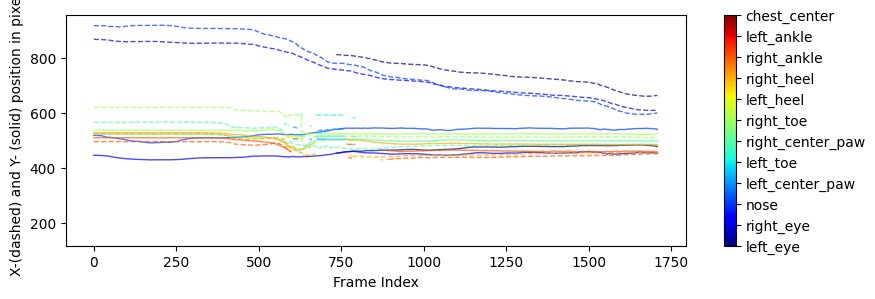 X-(dashed) and Y- (solid) position in pixe
800
600
400
200
0
250
500
750
1000
1250
1500
1750
Frame Index
chest_center
left_ankle
right_ankle
right_heel
left_heel
right_toe
right_center_paw
left_toe
left_center_paw
nose
right_eye
left_eye